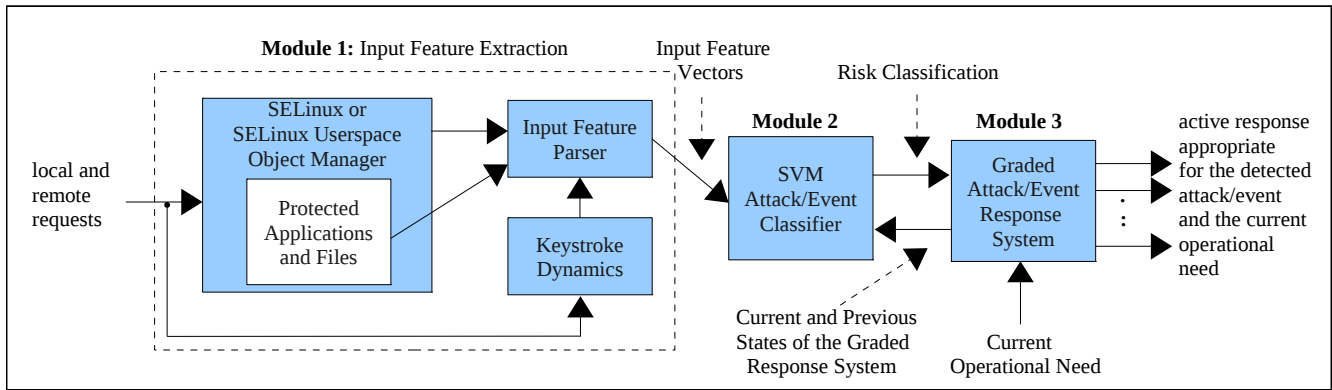 Module 1: Input Feature Extraction
local and
remote
requests
SELinux or
SELinux Userspace
Object Manager
Protected
Applications
and Files
Input Feature
Parser
Keystroke
Dynamics
Input Feature
Vectors
Module 2
SVM
Attack/Event
Classifier
Risk Classification
Module 3
Graded
Attack/Event
Response
System
Current and Previous
States of the Graded
Response System
Current
Operational Need
active response
appropriate
for the detected
attack/event
and the current
operational
need